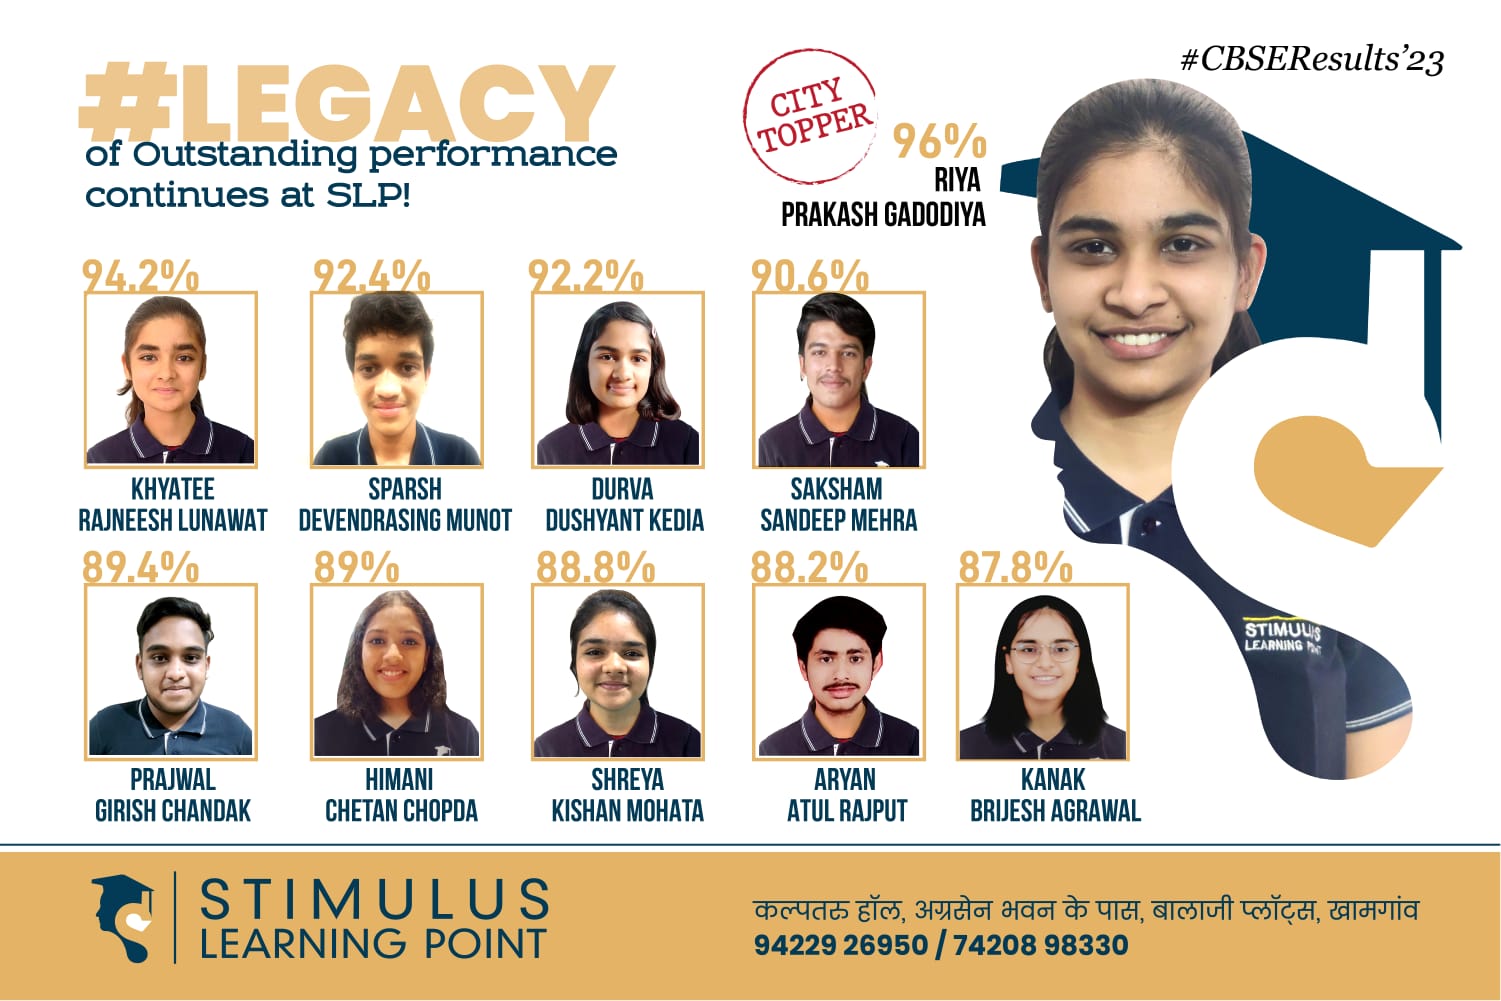 #LEGACY
of Outstanding performance
continues at SLP!
CITY
TOPPER
#CBSEResults’23
96%
RIYA
PRAKASH GADODIYA
94.2%
KHYATEE
RAJNEESH LUNAWAT
92.4%
SPARSH
DEVENDRASING MUNOT
92.2%
DURVA
DUSHYANT KEDIA
90.6%
SAKSHAM
SANDEEP MEHRA
89.4%
PRAJWAL
GIRISH CHANDAK
89%
HIMANI
CHETAN CHOPDA
88.8%
SHREYA
KISHAN MOHATA
88.2%
ARYAN
ATUL RAJPUT
87.8%
KANAK
BRIJESH AGRAWAL
STIMULUS
LEARNING POINT
STIMULUS
LEARNING POINT
कल्पतरु हॉल, अग्रसेन भवन के पास, बालाजी प्लॉट्स, खामगांव
94229 26950 / 74208 98330